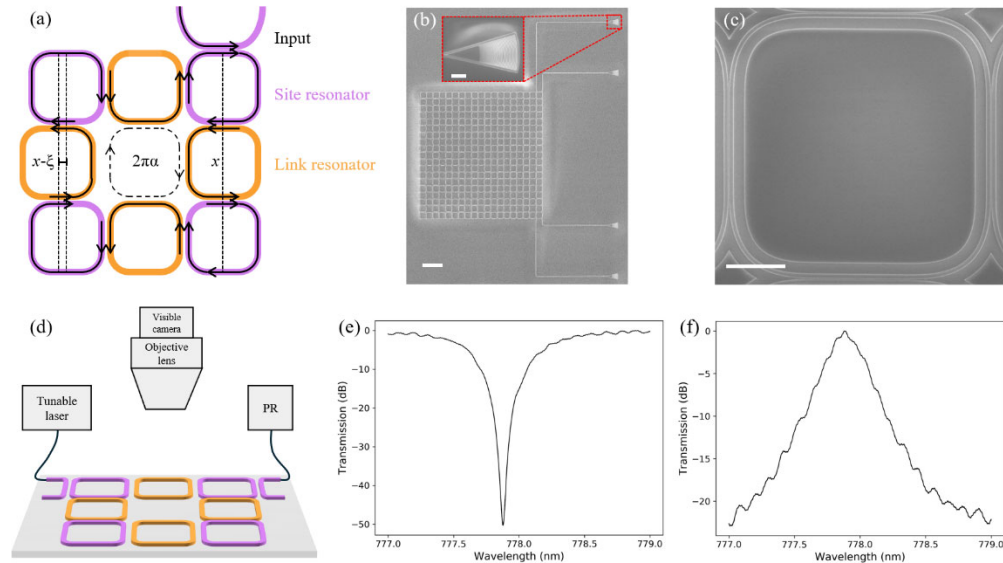 (a)
Input
Site resonator
Link resonator
x-ξ
2πα
x
(b)
(c)
(d)
Visible
camera
Objective
lens
Tunable
laser
PR
(e)
Transmission (dB)
0
−10
−20
−30
−40
−50
777.0
777.5
778.0
778.5
779.0
Wavelength (nm)
(f)
Transmission (dB)
0
−5
−10
−15
−20
777.0
777.5
778.0
778.5
779.0
Wavelength (nm)